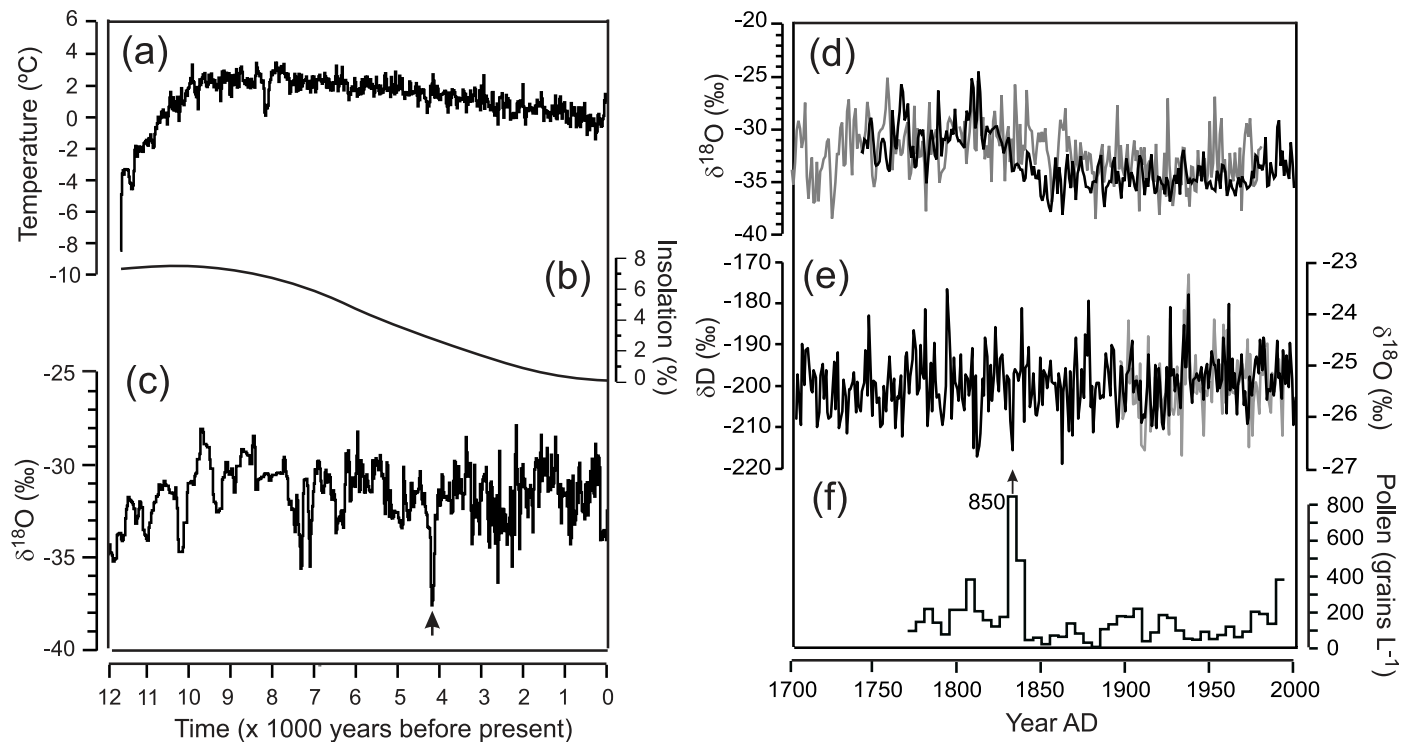 (a)
6
4
2
0
-2
-4
-6
-8
-10
Temperature (ºC)
(b)
8
6
4
2
0
Insolation (%)
(c)
-25
-30
-35
-40
δ¹⁸O (‰)
12 11 10 9 8 7 6 5 4 3 2 1 0
Time (x 1000 years before present)
(d)
-20
-25
-30
-35
-40
δ¹⁸O (‰)
(e)
-170
-180
-190
-200
-210
-220
δD (‰)
-23
-24
-25
-26
-27
δ¹⁸O (‰)
(f)
850
800
600
400
200
0
Pollen (grains L⁻¹)
1700 1750 1800 1850 1900 1950 2000
Year AD